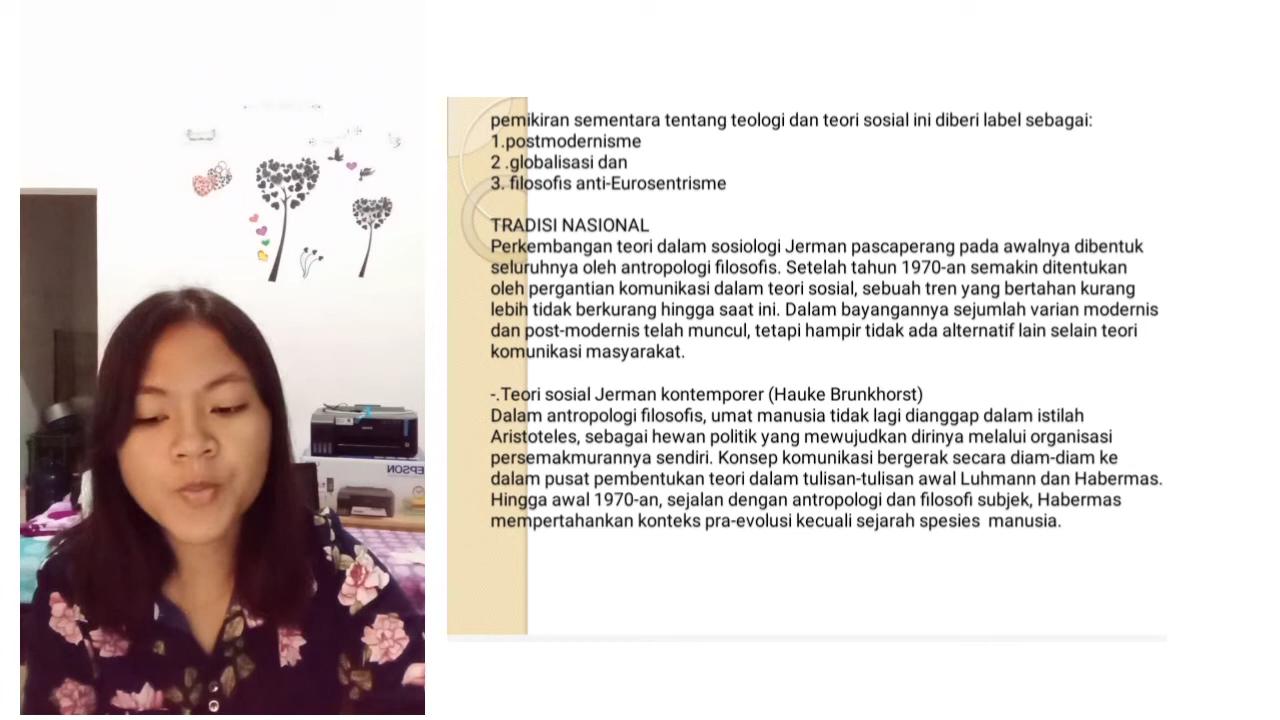 pemikiran sementara tentang teologi dan teori sosial ini diberi label sebagai:
1.postmodernisme
2 .globalisasi dan
3. filosofis anti-Eurosentrisme
TRADISI NASIONAL
Perkembangan teori dalam sosiologi Jerman pascaperang pada awalnya dibentuk
seluruhnya oleh antropologi filosofis. Setelah tahun 1970-an semakin ditentukan
oleh pergantian komunikasi dalam teori sosial, sebuah tren yang bertahan kurang
lebih tidak berkurang hingga saat ini. Dalam bayangannya sejumlah varian modernis
dan post-modernis telah muncul, tetapi hampir tidak ada alternatif lain selain teori
komunikasi masyarakat.
-.Teori sosial Jerman kontemporer (Hauke Brunkhorst)
Dalam antropologi filosofis, umat manusia tidak lagi dianggap dalam istilah
Aristoteles, sebagai hewan politik yang mewujudkan dirinya melalui organisasi
persemakmurannya sendiri. Konsep komunikasi bergerak secara diam-diam ke
dalam pusat pembentukan teori dalam tulisan-tulisan awal Luhmann dan Habermas.
Hingga awal 1970-an, sejalan dengan antropologi dan filosofi subjek, Habermas
mempertahankan konteks pra-evolusi kecuali sejarah spesies manusia.
EPSON